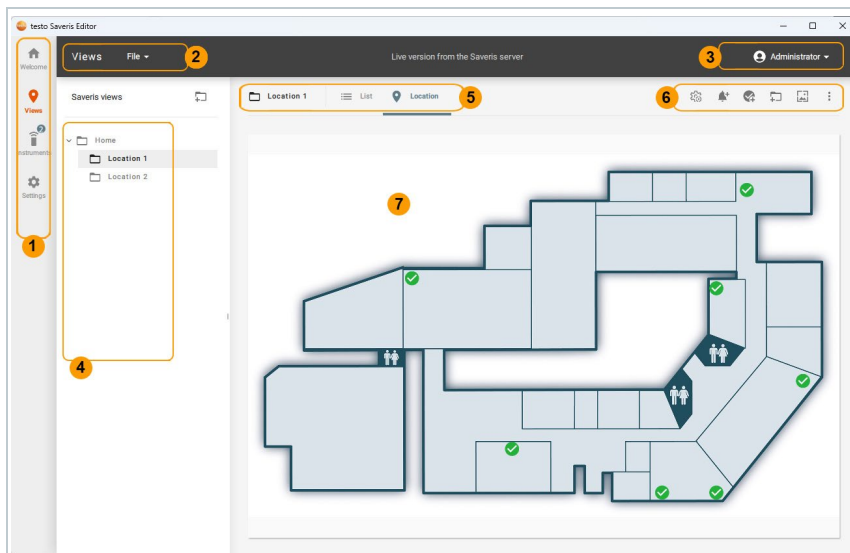 testo Saveris Editor
Welcome
Views
2
Instruments
Settings
1
Views File 2
Live version from the Saveris server
3 Administrator
Saveris views
Home
Location 1
Location 2
4
Location 1 List Location 5
6
7